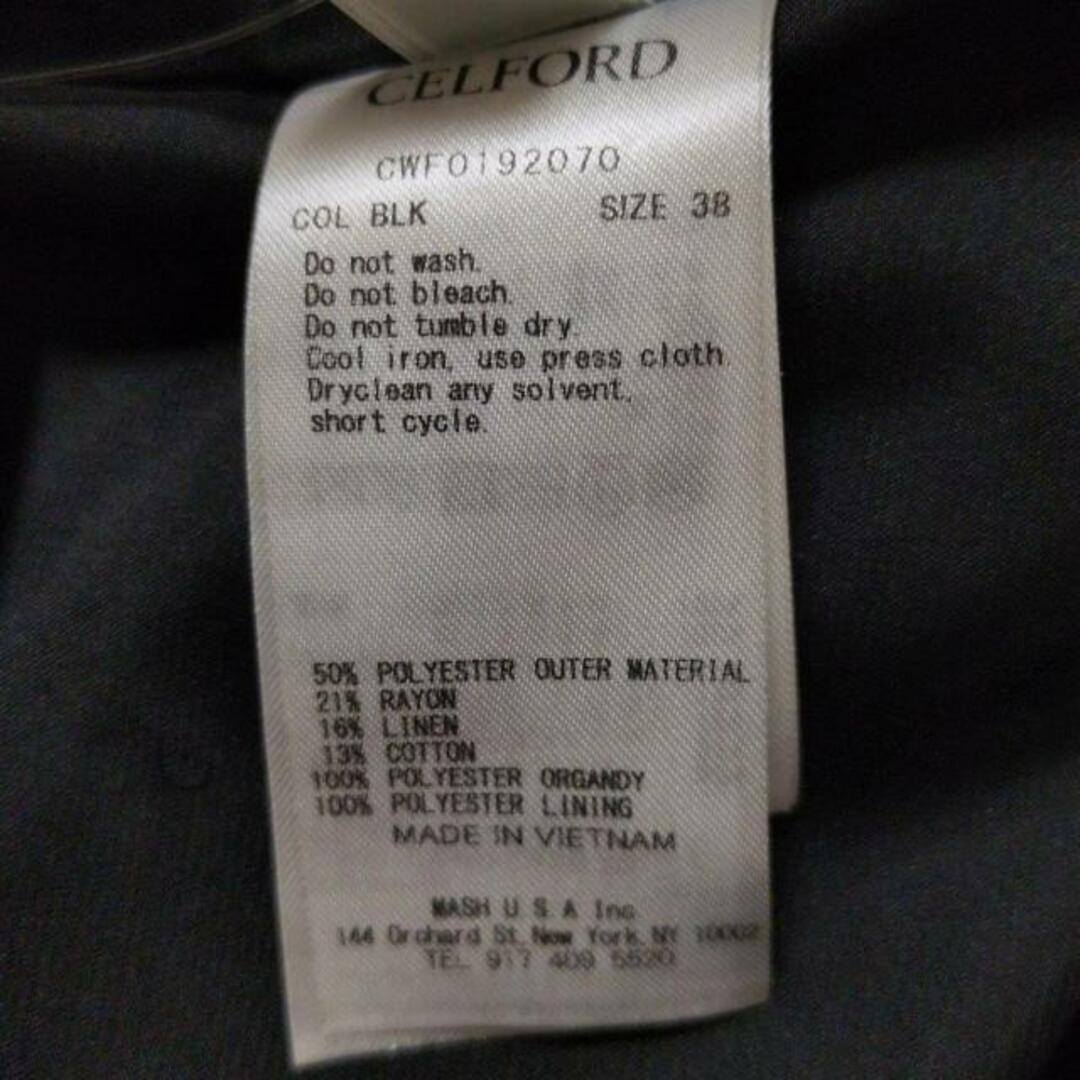 CELFORD
CWF0192070
COL BLK SIZE 38
Do not wash.
Do not bleach.
Do not tumble dry.
Cool iron, use press cloth.
Dryclean any solvent,
short cycle.
50% POLYESTER OUTER MATERIAL
21% RAYON
16% LINEN
13% COTTON
100% POLYESTER ORGANDY
100% POLYESTER LINING
MADE IN VIETNAM
MASH U S A Inc
144 Orchard St. New York, NY 10002
TEL 917 409 5520